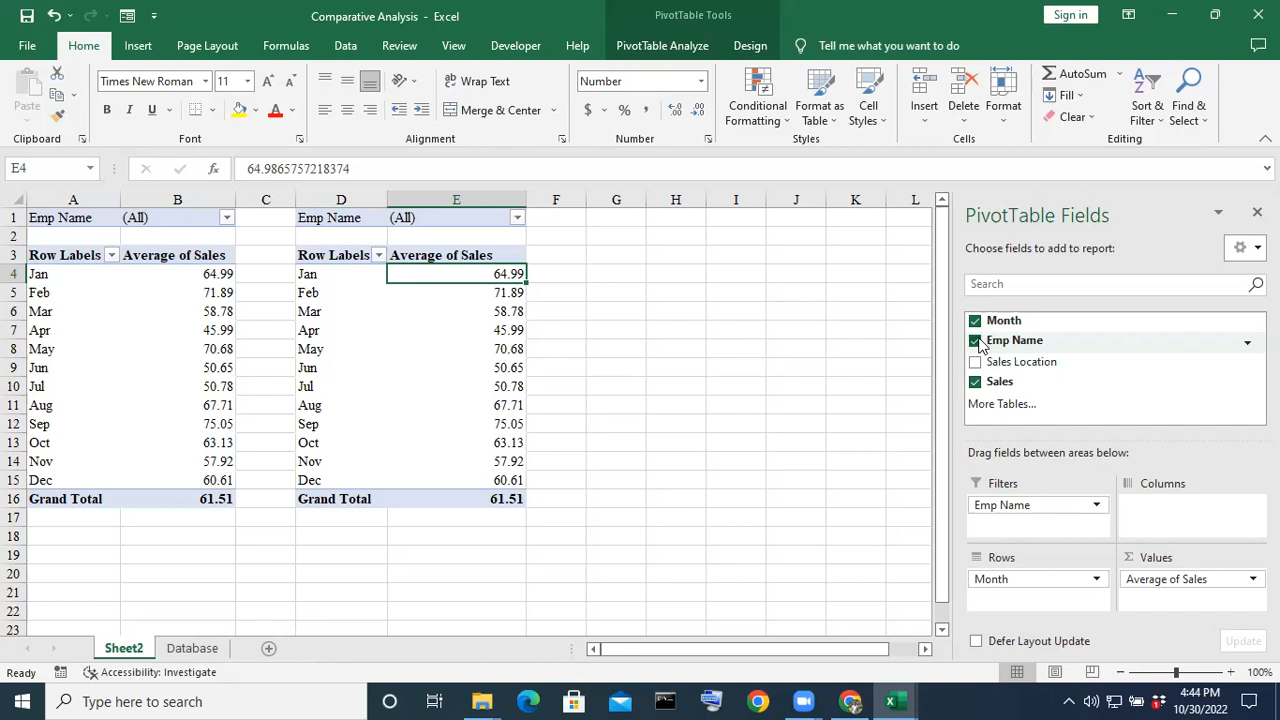 Comparative Analysis - Excel
PivotTable Tools
Sign in
File Home Insert Page Layout Formulas Data Review View Developer Help PivotTable Analyze Design Tell me what you want to do
Times New Roman 11
Wrap Text
Number
Paste
B I U
Merge & Center
$ % ,
Conditional Formatting
Format as Table
Cell Styles
Insert
Delete
Format
AutoSum
Fill
Clear
Sort & Filter
Find & Select
Clipboard Font Alignment Number Styles Cells Editing
E4 fx 64.9865757218374
A B C D E F G H I J K L
1 Emp Name (All) Emp Name (All)
2
3 Row Labels Average of Sales Row Labels Average of Sales
4 Jan 64.99 Jan 64.99
5 Feb 71.89 Feb 71.89
6 Mar 58.78 Mar 58.78
7 Apr 45.99 Apr 45.99
8 May 70.68 May 70.68
9 Jun 50.65 Jun 50.65
10 Jul 50.78 Jul 50.78
11 Aug 67.71 Aug 67.71
12 Sep 75.05 Sep 75.05
13 Oct 63.13 Oct 63.13
14 Nov 57.92 Nov 57.92
15 Dec 60.61 Dec 60.61
16 Grand Total 61.51 Grand Total 61.51
17
18
19
20
21
22
23
PivotTable Fields
Choose fields to add to report:
Search
Month
Emp Name
Sales Location
Sales
More Tables...
Drag fields between areas below:
Filters Columns
Emp Name
Rows Σ Values
Month Average of Sales
Defer Layout Update Update
Sheet2 Database
Ready Accessibility: Investigate 100%
Type here to search
4:44 PM
10/30/2022